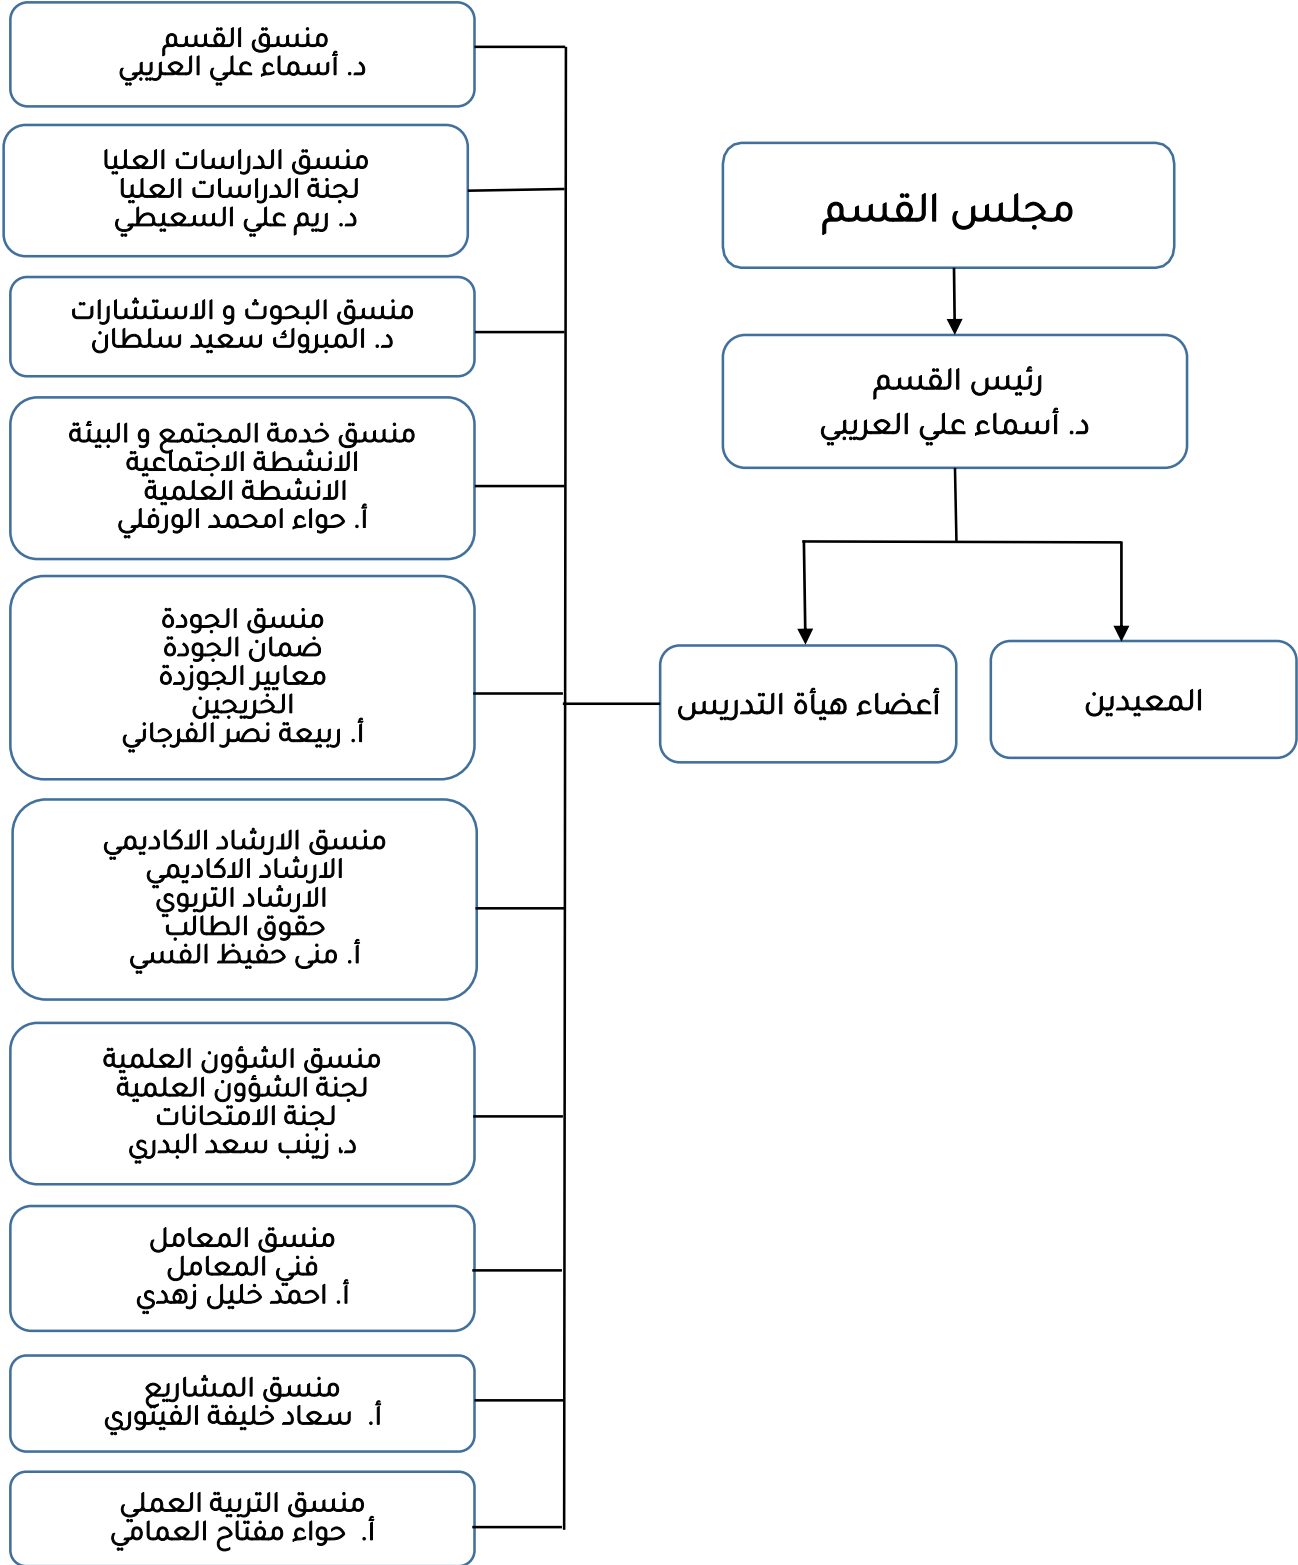 مجلس القسم
رئيس القسم
د. أسماء علي العريبي
المعيدين
أعضاء هيأة التدريس
منسق القسم
د. أسماء علي العريبي
منسق الدراسات العليا
لجنة الدراسات العليا
د. ريم علي السعيطي
منسق البحوث و الاستشارات
د. المبروك سعيد سلطان
منسق خدمة المجتمع و البيئة
الانشطة الاجتماعية
الانشطة العلمية
أ. حواء امحمد الورفلي
منسق الجودة
ضمان الجودة
معايير الجوزدة
الخريجين
أ. ربيعة نصر الفرجاني
منسق الارشاد الاكاديمي
الارشاد الاكاديمي
الارشاد التربوي
حقوق الطالب
أ. منى حفيظ الفسي
منسق الشؤون العلمية
لجنة الشؤون العلمية
لجنة الامتحانات
د، زينب سعد البدري
منسق المعامل
فني المعامل
أ. احمد خليل زهدي
منسق المشاريع
أ. سعاد خليفة الفيتوري
منسق التربية العملي
أ. حواء مفتاح العمامي